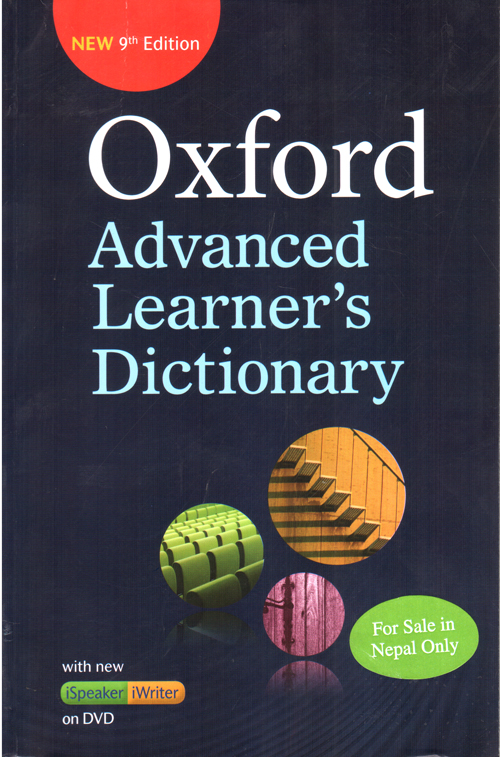 NEW 9th Edition
Oxford
Advanced
Learner's
Dictionary
For Sale in
Nepal Only
with new
iSpeaker iWriter
on DVD